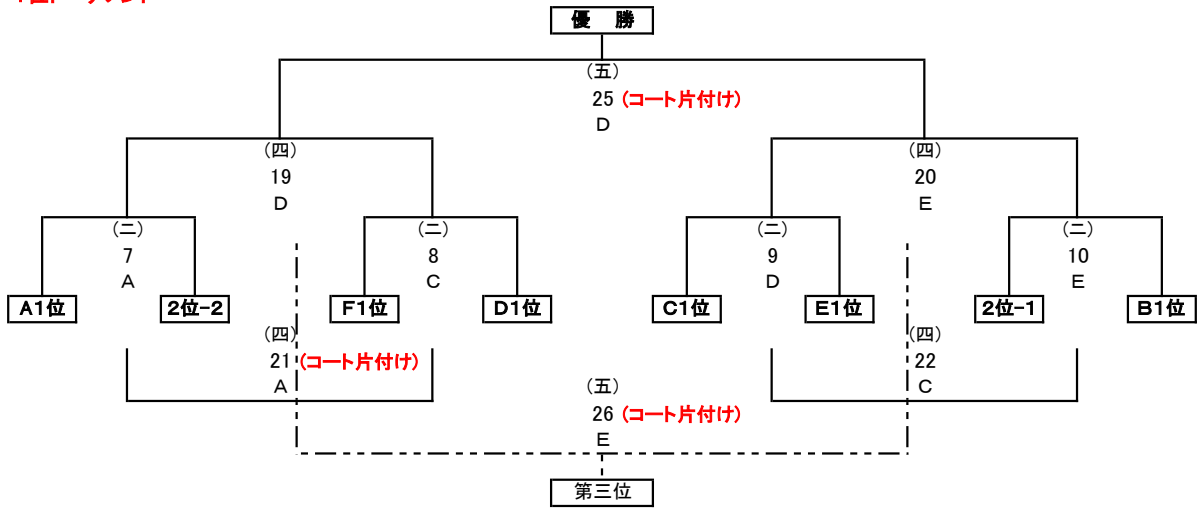 優 勝
(五)
25 (コート片付け)
D
(四)
19
D
(四)
20
E
(二)
7
A
(二)
8
C
(二)
9
D
(二)
10
E
A1位
2位-2
F1位
D1位
C1位
E1位
2位-1
B1位
(四)
21 (コート片付け)
A
(四)
22
C
(五)
26 (コート片付け)
E
第三位